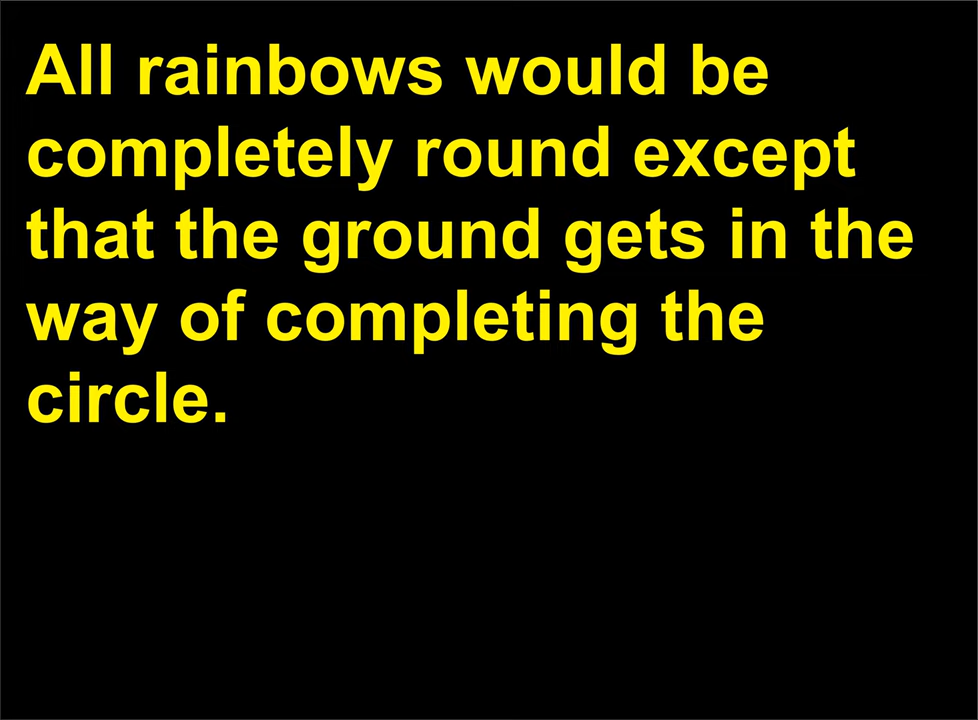 All rainbows would be
completely round except
that the ground gets in the
way of completing the
circle.